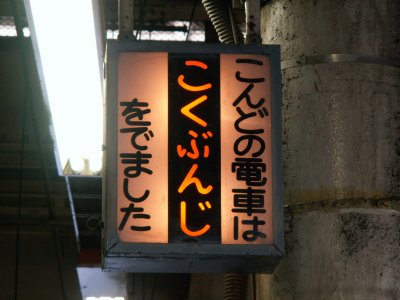 こんどの電車は
こくぶんじ
をでました